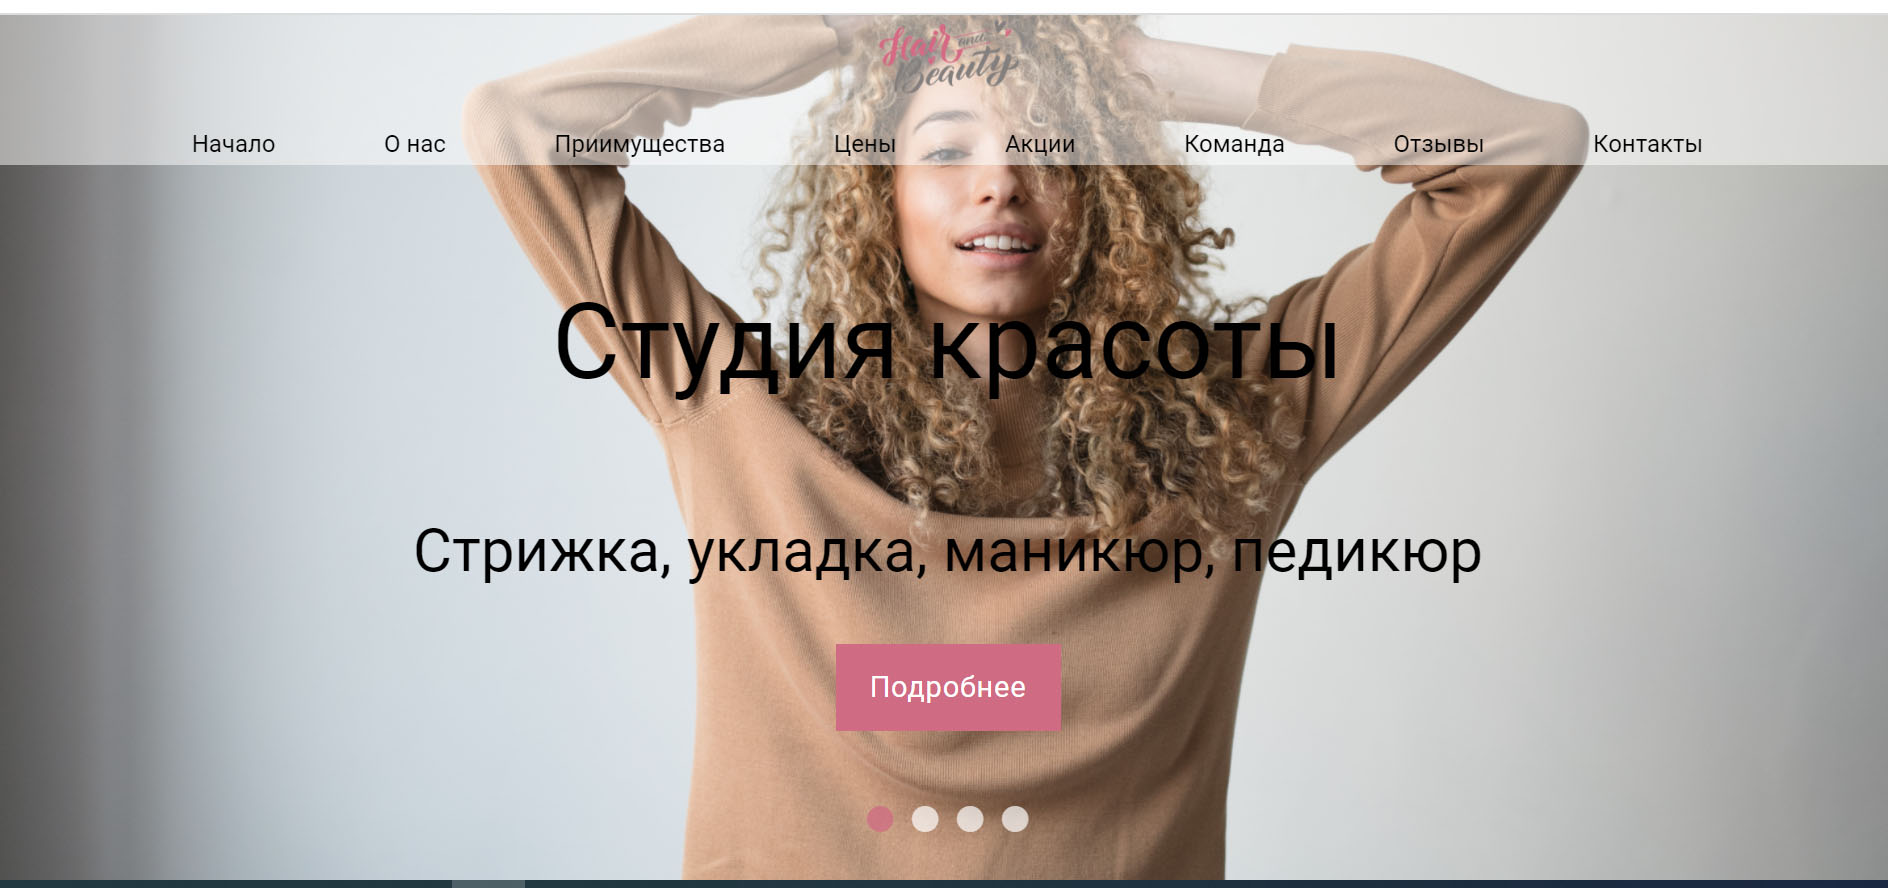 Hair and
Beauty
Начало О нас Приимущества Цены Акции Команда Отзывы Контакты
Студия красоты
Стрижка, укладка, маникюр, педикюр
Подробнее